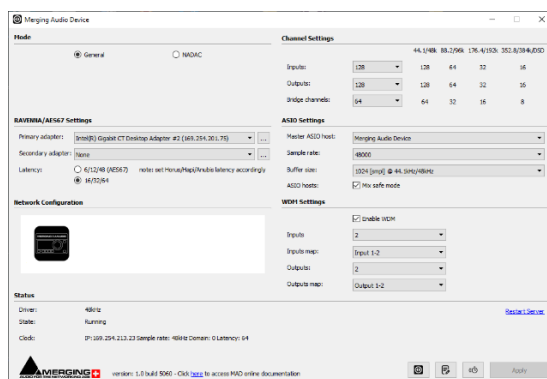 Merging Audio Device
Mode
General
NADAC
Channel Settings
44.1/48k 88.2/96k 176.4/192k 352.8/384k/DSD
Inputs: 128 128 64 32 16
Outputs: 128 128 64 32 16
Bridge channels: 64 64 32 16 8
RAVENNA/AES67 Settings
Primary adapter: Intel(R) Gigabit CT Desktop Adapter #2 (169.254.201.75) ...
Secondary adapter: None ...
Latency: 6/12/48 (AES67) note: set Horus/Hapi/Anubis latency accordingly
16/32/64
ASIO Settings
Master ASIO host: Merging Audio Device
Sample rate: 48000
Buffer size: 1024 [smpl] @ 44.1kHz/48kHz
ASIO hosts: Mix safe mode
Network Configuration
WDM Settings
Enable WDM
Inputs 2
Inputs map: Input 1-2
Outputs: 2
Outputs map: Output 1-2
Status
Driver: 48kHz
State: Running
Clock: IP:169.254.213.23 Sample rate: 48kHz Domain: 0 Latency: 64
Restart Server
MERGING
version: 1.0 build 5060 - Click here to access MAD online documentation
Apply